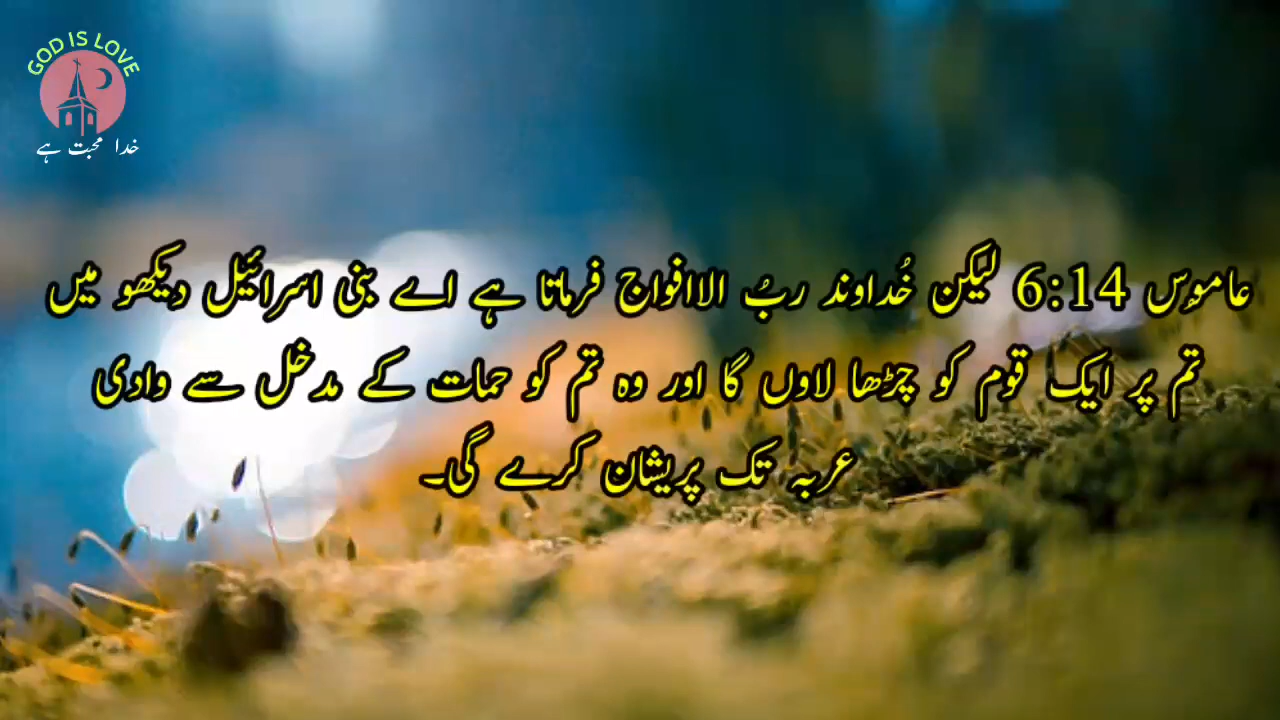 GOD IS LOVE
خدا محبت ہے
عاموس 6:14 لیکن خُداوند ربُ الاافواج فرماتا ہے اے بنی اسرائیل دیکھو میں
تم پر ایک قوم کو چڑھا لاوں گا اور وہ تم کو حمات کے مدخل سے وادی
عربہ تک پریشان کرے گی۔